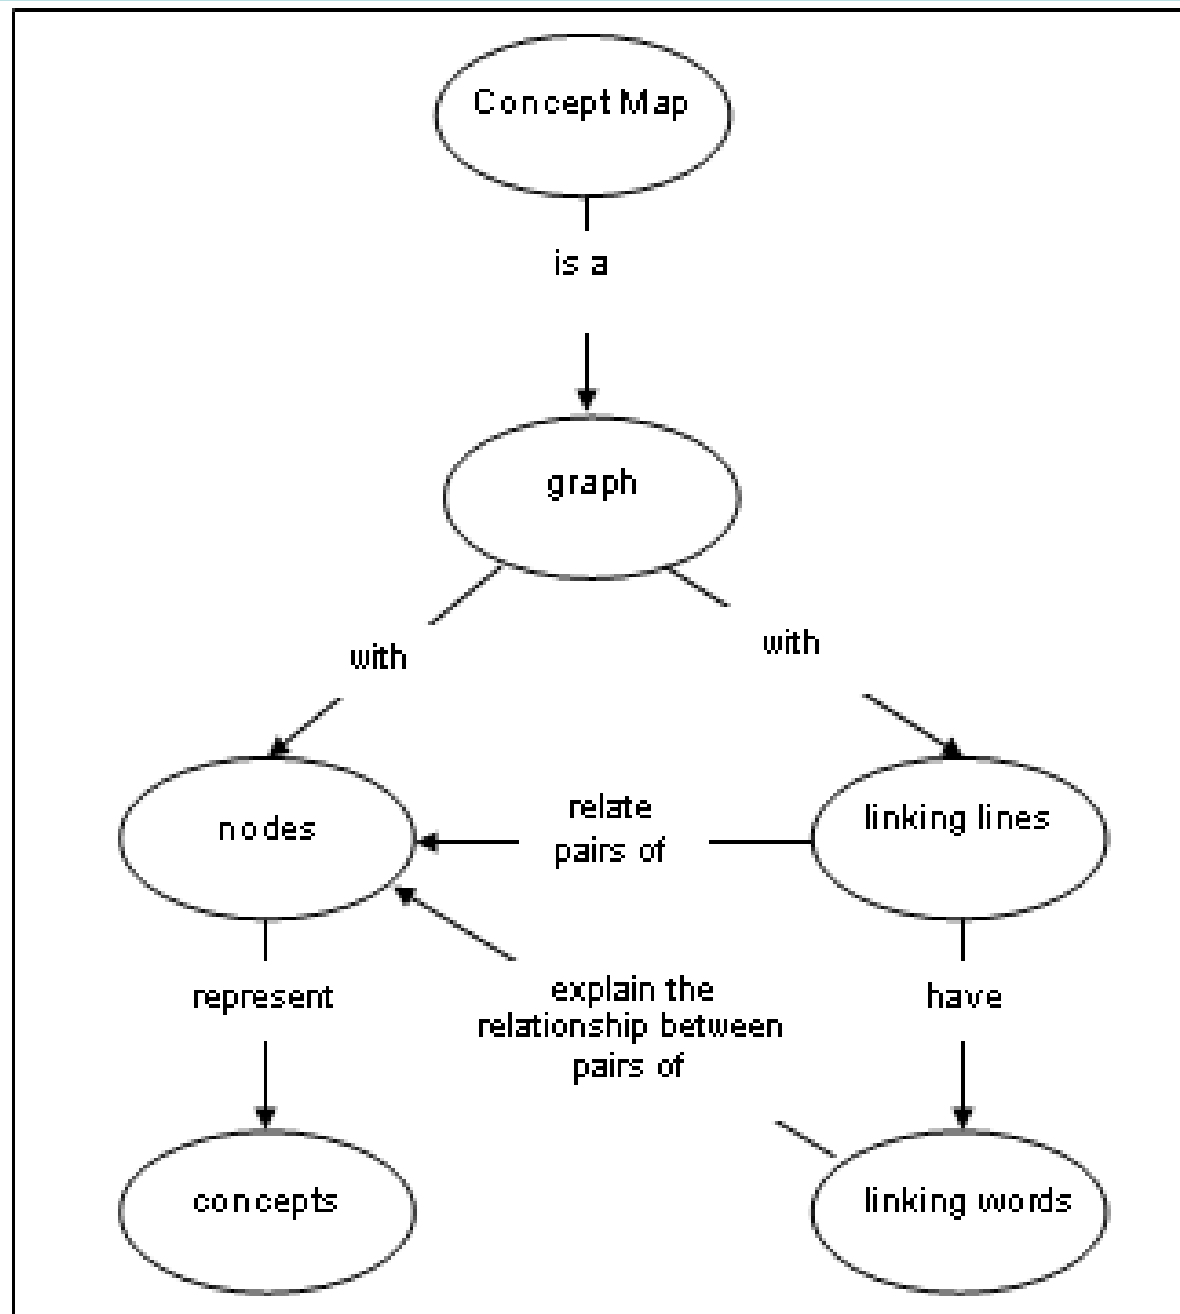 Concept Map
is a
graph
with
with
nodes
relate
pairs of
linking lines
represent
explain the
relationship between
pairs of
have
concepts
linking words